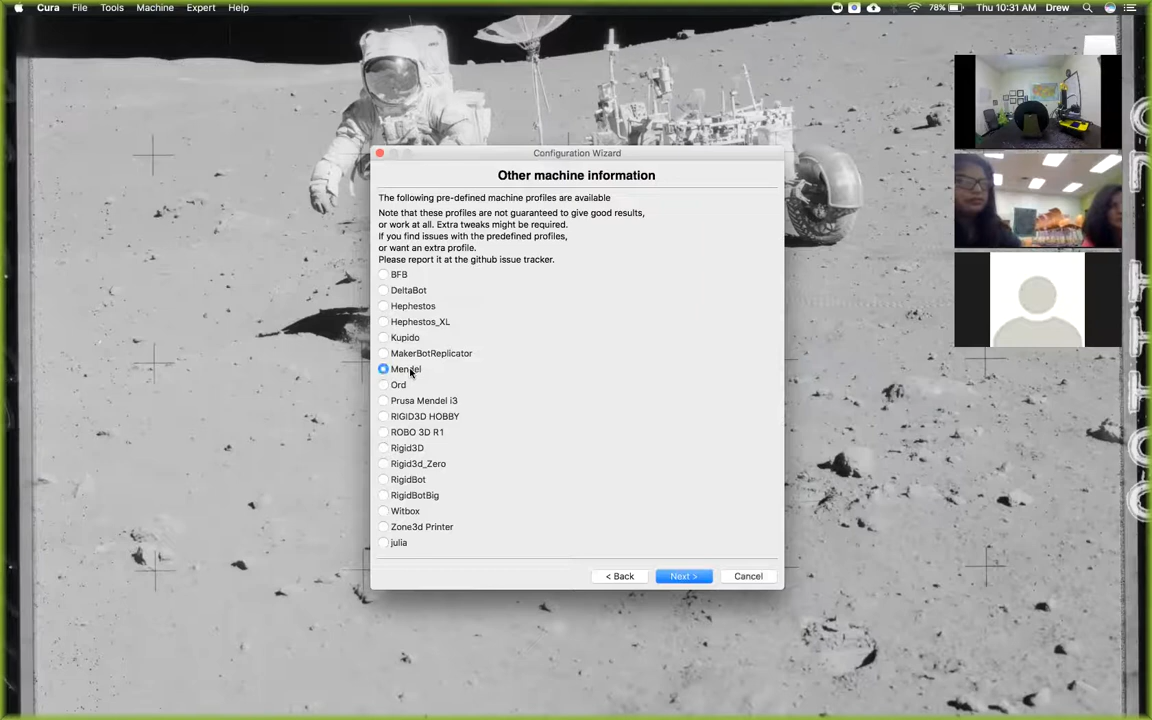 Cura File Tools Machine Expert Help
78% Thu 10:31 AM Drew
Configuration Wizard
Other machine information
The following pre-defined machine profiles are available
Note that these profiles are not guaranteed to give good results,
or work at all. Extra tweaks might be required.
If you find issues with the predefined profiles,
or want an extra profile.
Please report it at the github issue tracker.
BFB
DeltaBot
Hephestos
Hephestos_XL
Kupido
MakerBotReplicator
Mendel
Ord
Prusa Mendel i3
RIGID3D HOBBY
ROBO 3D R1
Rigid3D
Rigid3d_Zero
RigidBot
RigidBotBig
Witbox
Zone3d Printer
julia
< Back Next > Cancel